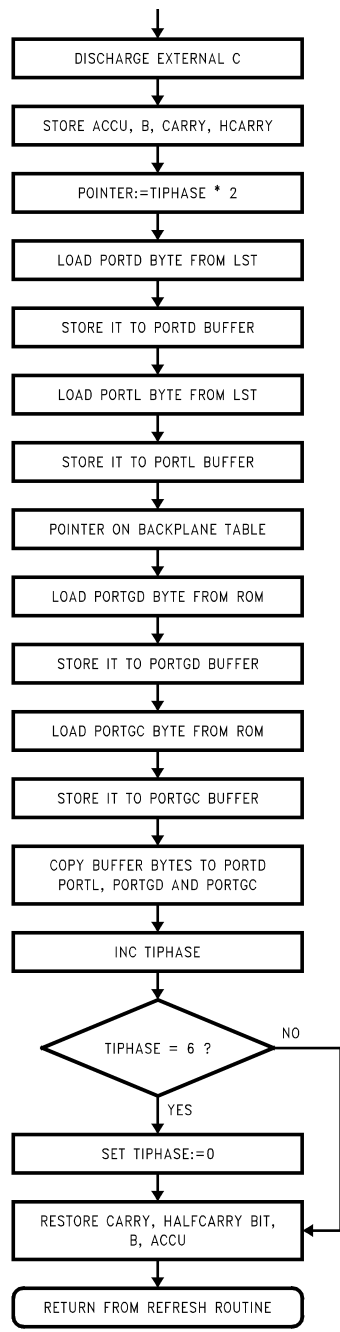 DISCHARGE EXTERNAL C
STORE ACCU, B, CARRY, HCARRY
POINTER:=TIPHASE * 2
LOAD PORTD BYTE FROM LST
STORE IT TO PORTD BUFFER
LOAD PORTL BYTE FROM LST
STORE IT TO PORTL BUFFER
POINTER ON BACKPLANE TABLE
LOAD PORTGD BYTE FROM ROM
STORE IT TO PORTGD BUFFER
LOAD PORTGC BYTE FROM ROM
STORE IT TO PORTGC BUFFER
COPY BUFFER BYTES TO PORTD
PORTL, PORTGD AND PORTGC
INC TIPHASE
TIPHASE = 6 ?
NO
YES
SET TIPHASE:=0
RESTORE CARRY, HALFCARRY BIT,
B, ACCU
RETURN FROM REFRESH ROUTINE